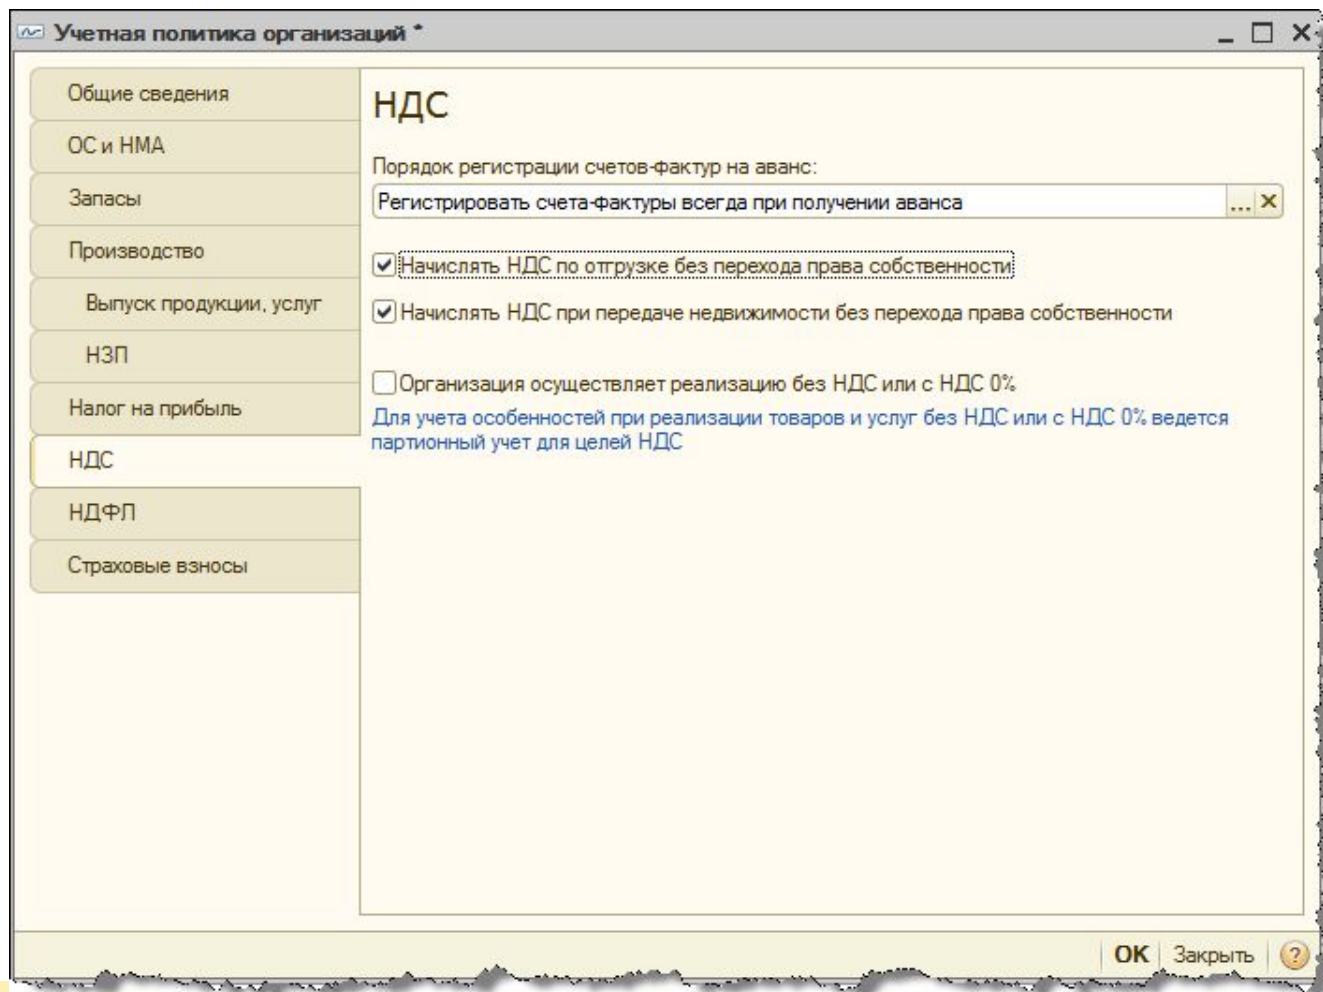 Учетная политика организаций *
Общие сведения
ОС и НМА
Запасы
Производство
Выпуск продукции, услуг
НЗП
Налог на прибыль
НДС
НДФЛ
Страховые взносы
НДС
Порядок регистрации счетов-фактур на аванс:
Регистрировать счета-фактуры всегда при получении аванса
...
Начислять НДС по отгрузке без перехода права собственности
Начислять НДС при передаче недвижимости без перехода права собственности
Организация осуществляет реализацию без НДС или с НДС 0%
Для учета особенностей при реализации товаров и услуг без НДС или с НДС 0% ведется
партионный учет для целей НДС
OK Закрыть ?